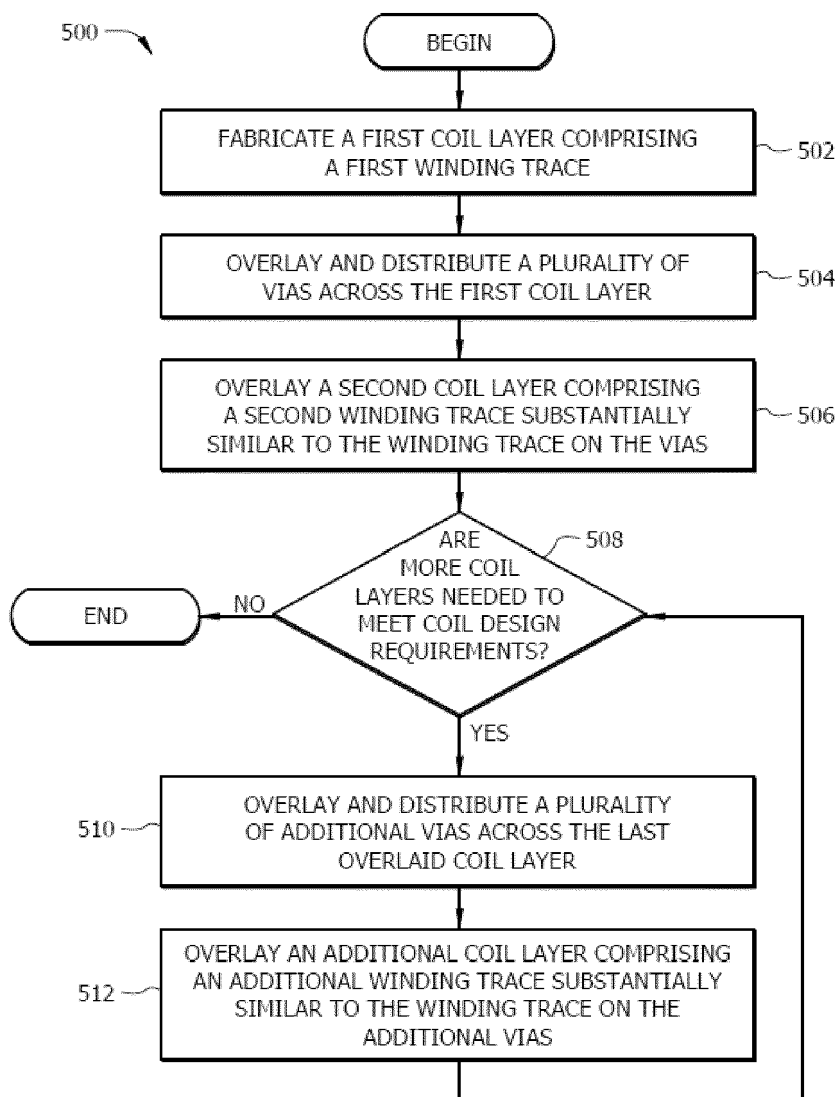 500
BEGIN
FABRICATE A FIRST COIL LAYER COMPRISING
A FIRST WINDING TRACE
502
OVERLAY AND DISTRIBUTE A PLURALITY OF
VIAS ACROSS THE FIRST COIL LAYER
504
OVERLAY A SECOND COIL LAYER COMPRISING
A SECOND WINDING TRACE SUBSTANTIALLY
SIMILAR TO THE WINDING TRACE ON THE VIAS
506
ARE
MORE COIL
LAYERS NEEDED TO
MEET COIL DESIGN
REQUIREMENTS?
508
NO
END
YES
OVERLAY AND DISTRIBUTE A PLURALITY
OF ADDITIONAL VIAS ACROSS THE LAST
OVERLAID COIL LAYER
510
OVERLAY AN ADDITIONAL COIL LAYER COMPRISING
AN ADDITIONAL WINDING TRACE SUBSTANTIALLY
SIMILAR TO THE WINDING TRACE ON THE
ADDITIONAL VIAS
512